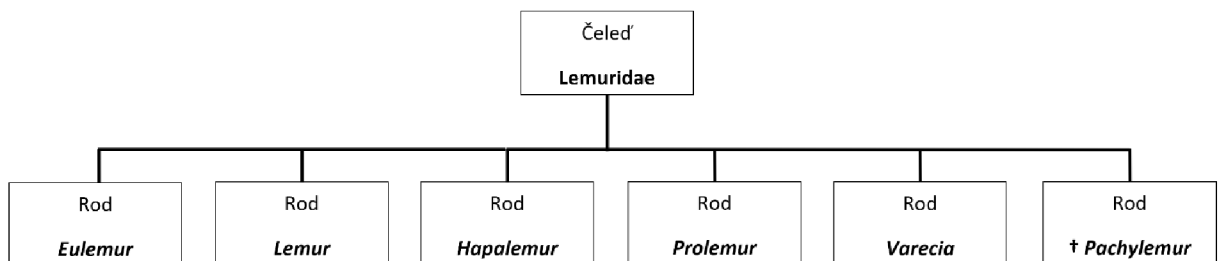 Čeleď
Lemuridae
Rod
Eulemur
Rod
Lemur
Rod
Hapalemur
Rod
Prolemur
Rod
Varecia
Rod
† Pachylemur